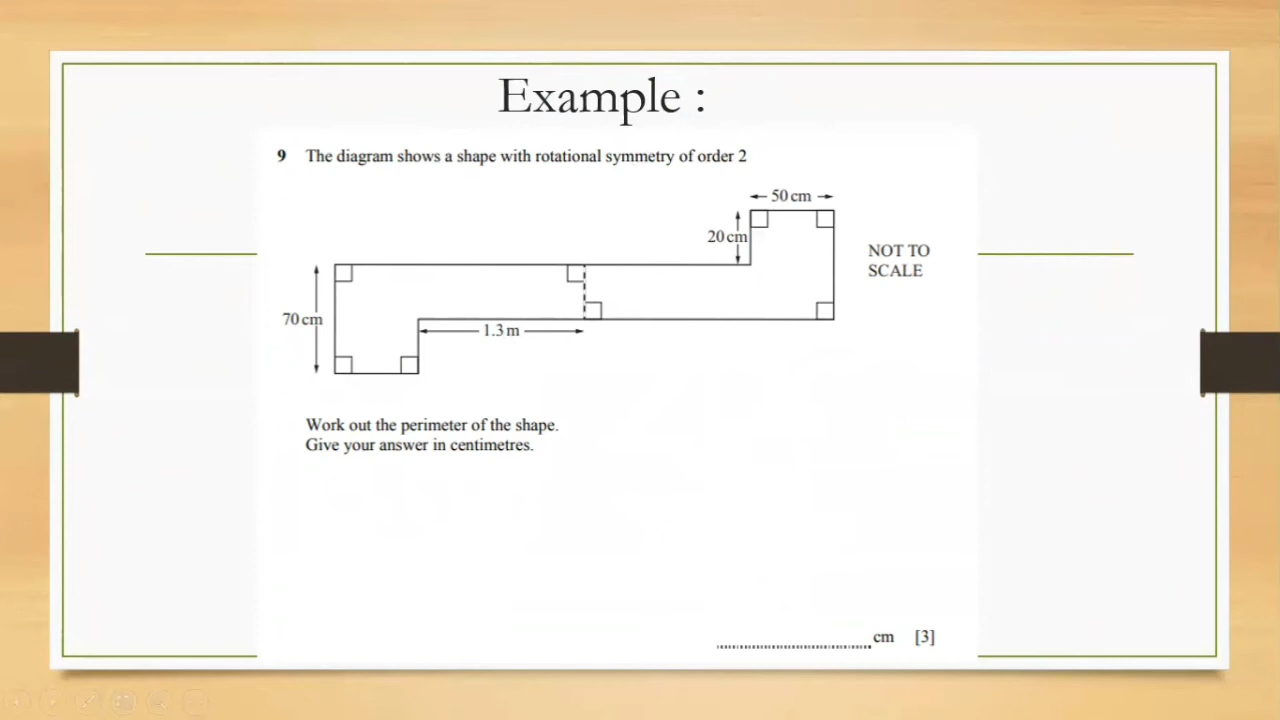 Example :
9 The diagram shows a shape with rotational symmetry of order 2
50 cm
20 cm
NOT TO
SCALE
70 cm
1.3 m
Work out the perimeter of the shape.
Give your answer in centimetres.
........................................ cm [3]